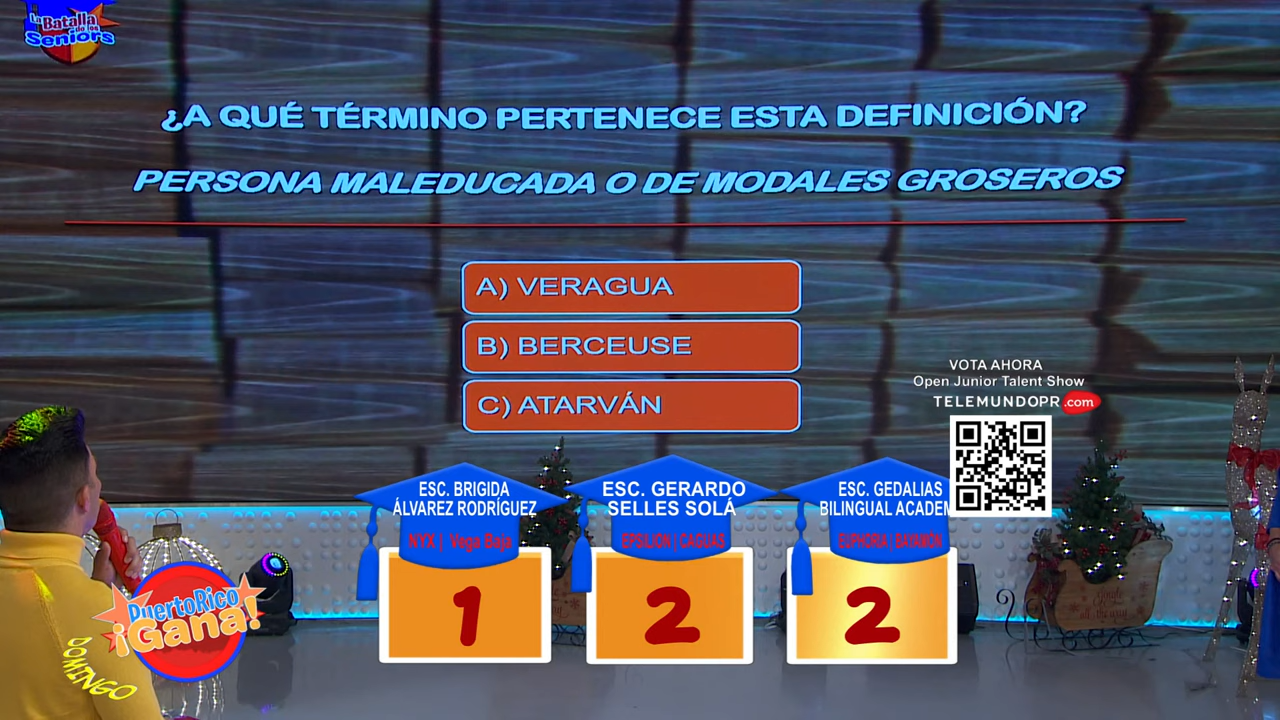 La Batalla
de los
Seniors
¿A QUÉ TÉRMINO PERTENECE ESTA DEFINICIÓN?
PERSONA MALEDUCADA O DE MODALES GROSEROS
A) VERAGUA
B) BERCEUSE
C) ATARVÁN
VOTA AHORA
Open Junior Talent Show
TELEMUNDOPR.com
ESC. BRIGIDA
ÁLVAREZ RODRÍGUEZ
NYX | Vega Baja
1
ESC. GERARDO
SELLES SOLÁ
EPSILIÓN | CAGUAS
2
ESC. GEDALIAS
BILINGUAL ACADEM
EUPHORIA | BAYAMÓN
2
PuertoRico
¡Gana!
DOMINGO